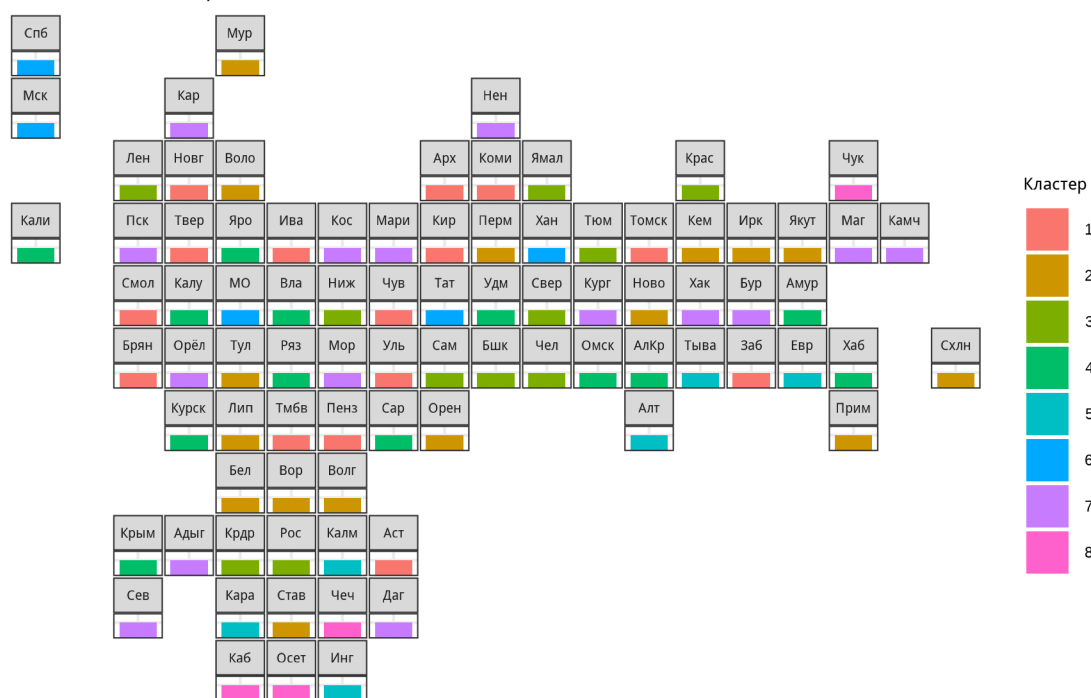 Спб Мур
Мск Кар Нен
Лен Новг Воло Арх Коми Ямал Крас Чук
Кластер
Кали Пск Твер Яро Ива Кос Мари Кир Перм Хан Тюм Томск Кем Ирк Якут Маг Камч
1
Смол Калу МО Вла Ниж Чув Тат Удм Свер Кург Ново Хак Бур Амур
2
3
Брян Орёл Тул Ряз Мор Уль Сам Бшк Чел Омск АлКр Тыва Заб Евр Хаб Схлн
4
Курск Лип Тмбв Пенз Сар Орен Алт Прим
5
Бел Вор Волг
6
7
Крым Адыг Крдр Рос Калм Аст
8
Сев Кара Став Чеч Даг
Каб Осет Инг